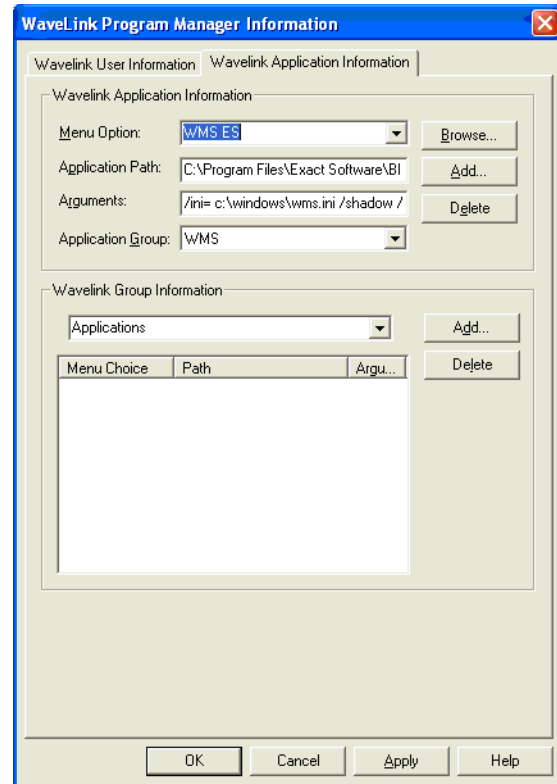 WaveLink Program Manager Information
Wavelink User Information
Wavelink Application Information
Wavelink Application Information
Menu Option:
WMS ES
Browse...
Application Path:
C:\Program Files\Exact Software\Bl
Add...
Arguments:
/ini= c:\windows\wms.ini /shadow /
Delete
Application Group:
WMS
Wavelink Group Information
Applications
Add...
Menu Choice
Path
Argu...
Delete
OK
Cancel
Apply
Help